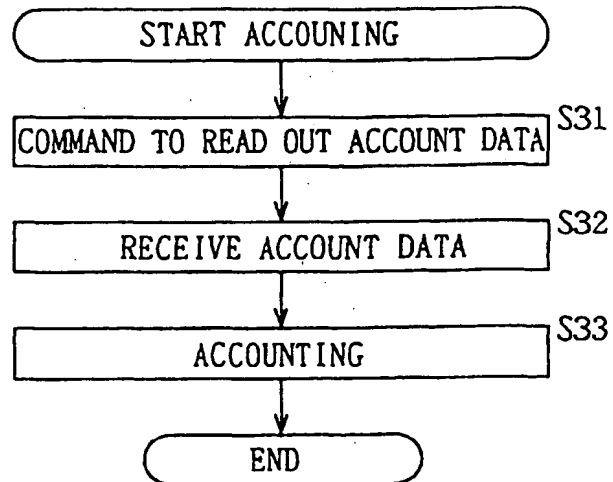 START ACCOUNING
S31
COMMAND TO READ OUT ACCOUNT DATA
S32
RECEIVE ACCOUNT DATA
S33
ACCOUNTING
END